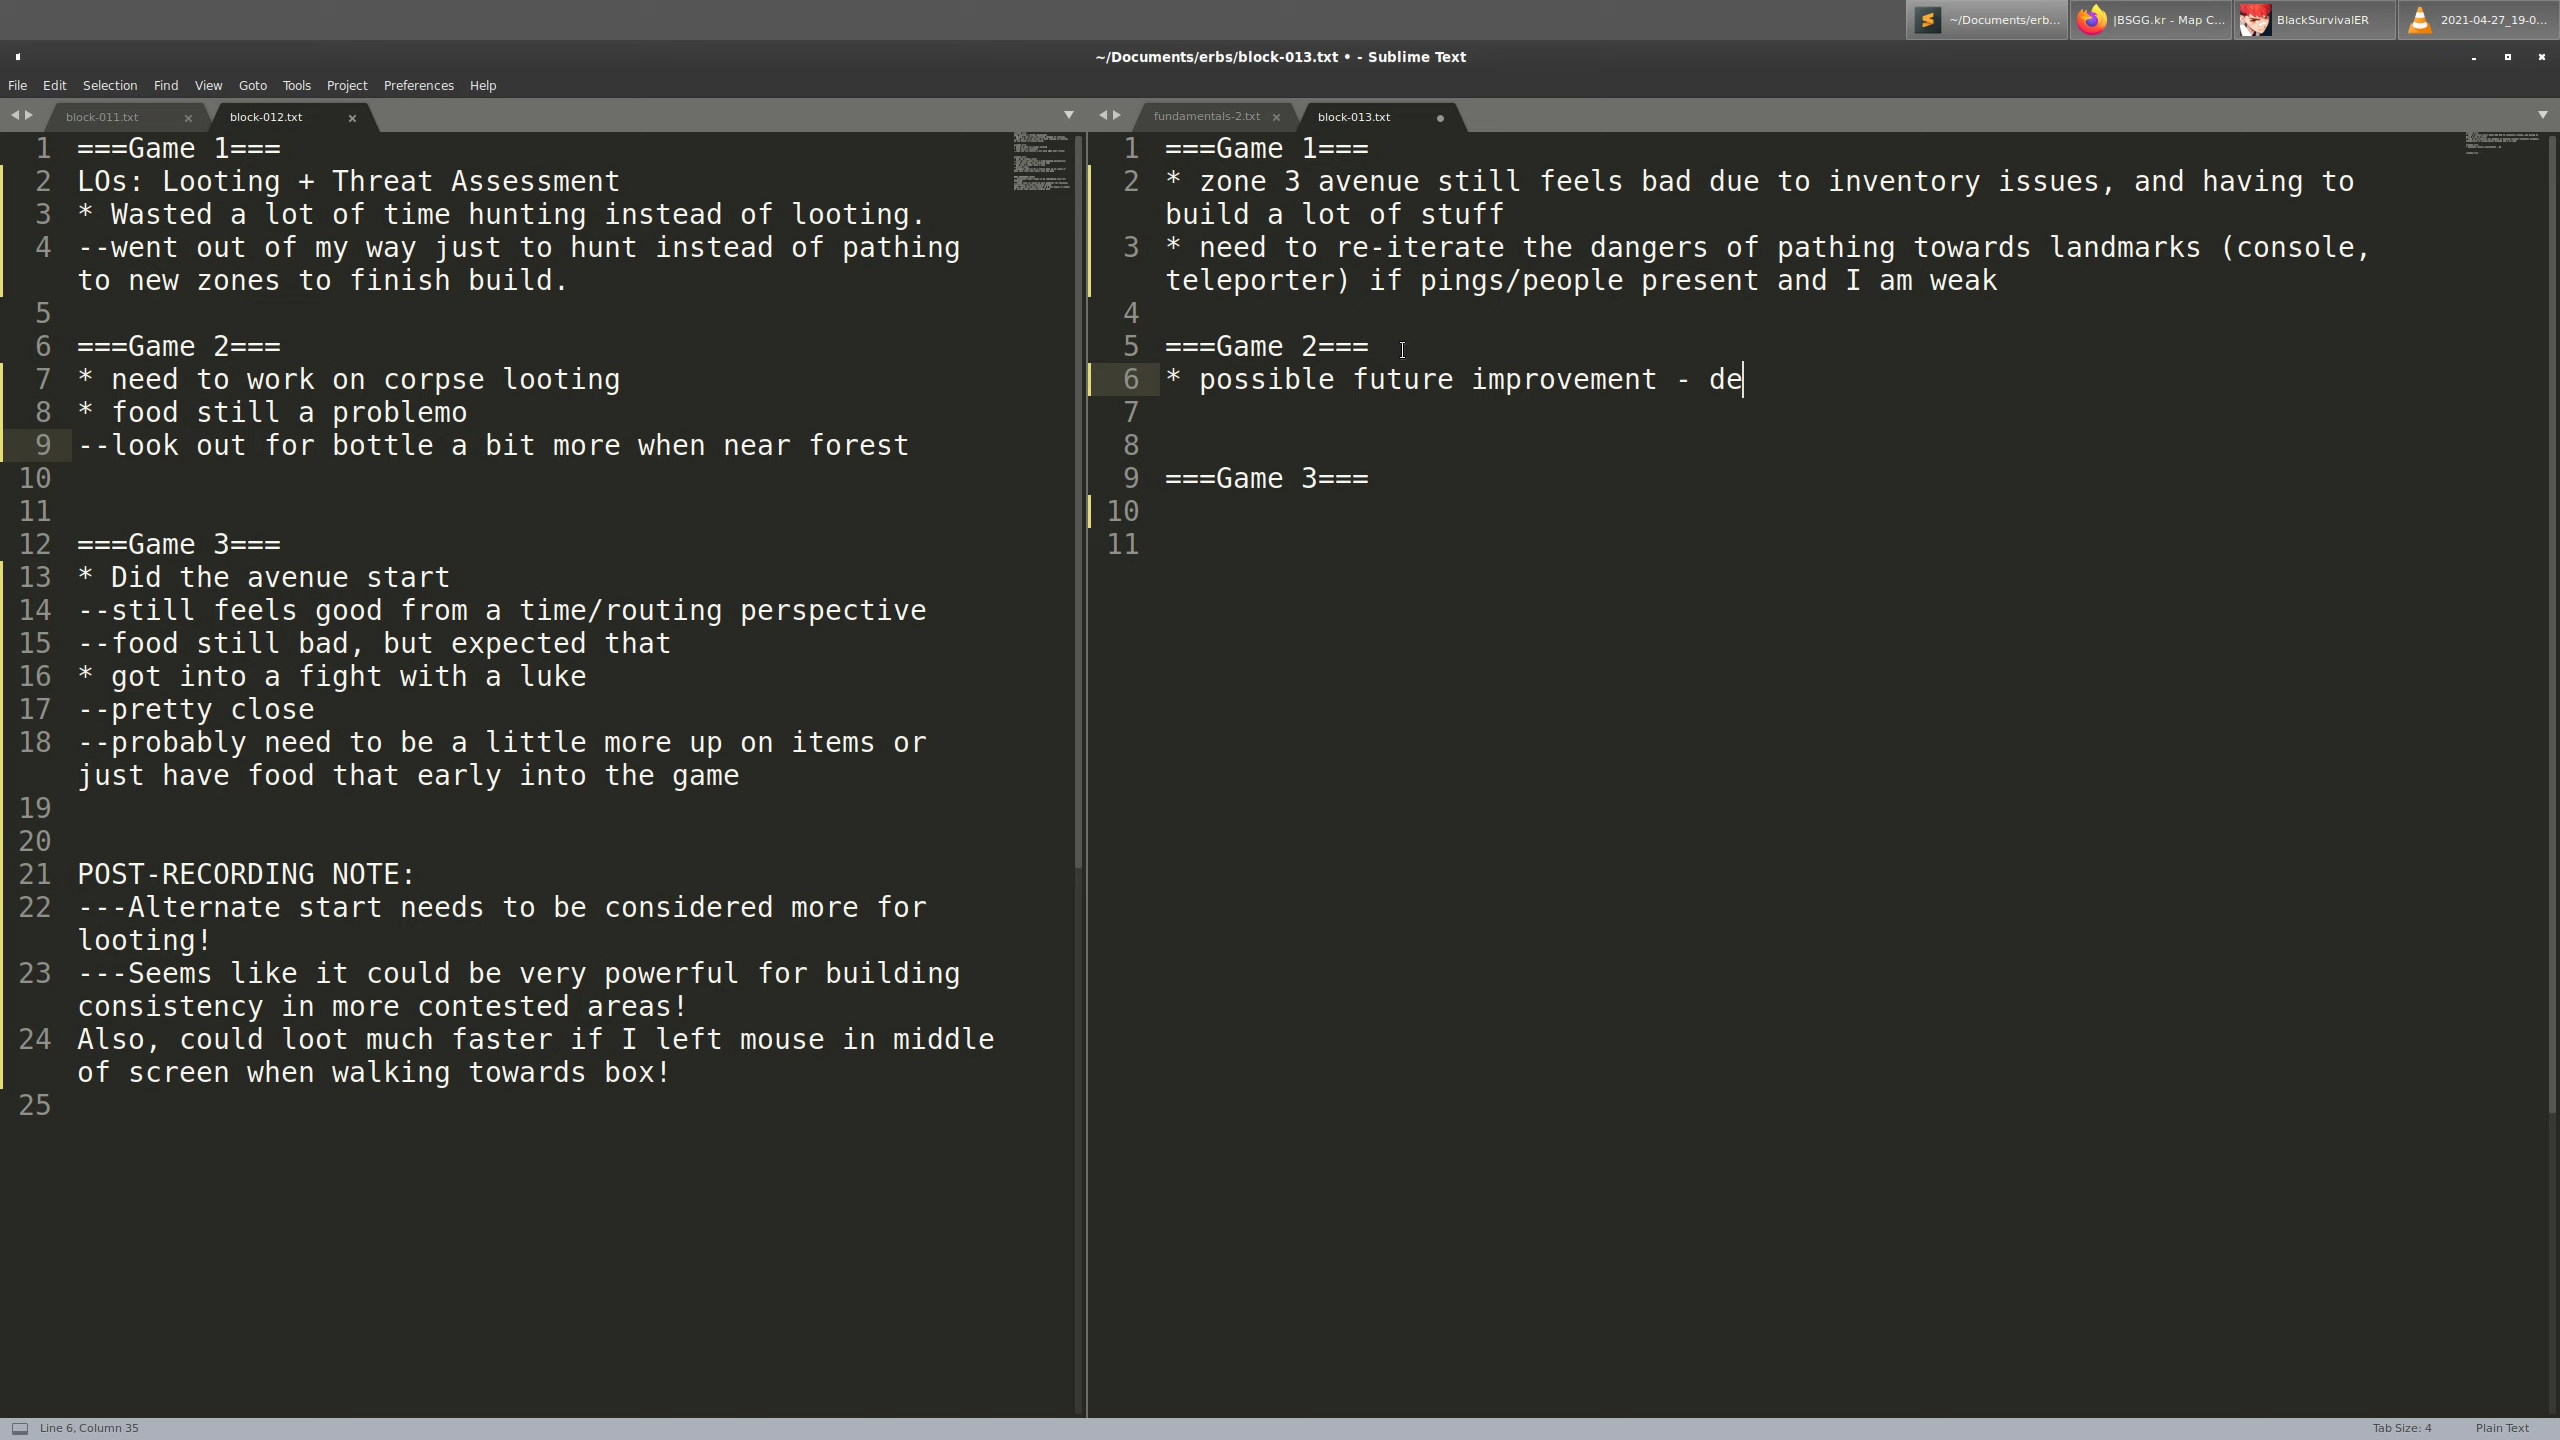 ~/Documents/erb...
|BSGG.kr - Map C...
BlackSurvivalER
2021-04-27_19-0...
~/Documents/erbs/block-013.txt • - Sublime Text
File Edit Selection Find View Goto Tools Project Preferences Help
block-011.txt
block-012.txt
fundamentals-2.txt
block-013.txt
1 ===Game 1===
2 LOs: Looting + Threat Assessment
3 * Wasted a lot of time hunting instead of looting.
4 --went out of my way just to hunt instead of pathing
to new zones to finish build.
5
6 ===Game 2===
7 * need to work on corpse looting
8 * food still a problemo
9 --look out for bottle a bit more when near forest
10
11
12 ===Game 3===
13 * Did the avenue start
14 --still feels good from a time/routing perspective
15 --food still bad, but expected that
16 * got into a fight with a luke
17 --pretty close
18 --probably need to be a little more up on items or
just have food that early into the game
19
20
21 POST-RECORDING NOTE:
22 ---Alternate start needs to be considered more for
looting!
23 ---Seems like it could be very powerful for building
consistency in more contested areas!
24 Also, could loot much faster if I left mouse in middle
of screen when walking towards box!
25
1 ===Game 1===
2 * zone 3 avenue still feels bad due to inventory issues, and having to
build a lot of stuff
3 * need to re-iterate the dangers of pathing towards landmarks (console,
teleporter) if pings/people present and I am weak
4
5 ===Game 2===
6 * possible future improvement - de
7
8
9 ===Game 3===
10
11
Line 6, Column 35
Tab Size: 4
Plain Text